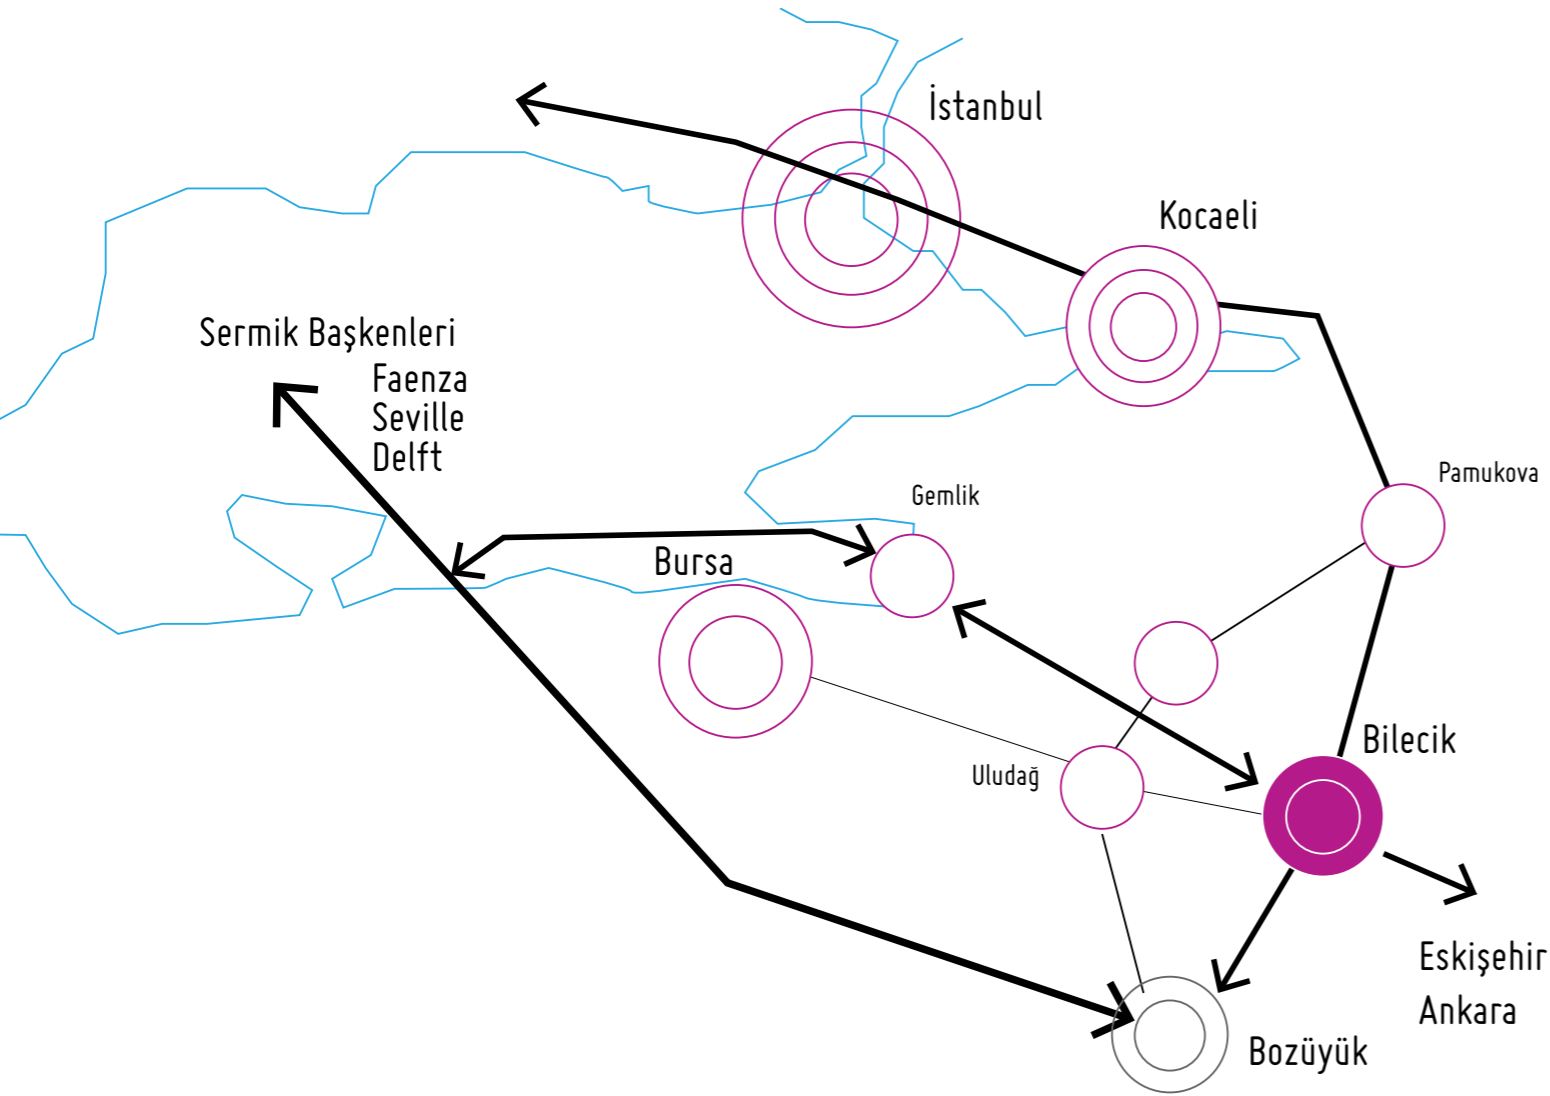 İstanbul
Kocaeli
Sermik Başkenleri
Faenza
Seville
Delft
Pamukova
Gemlik
Bursa
Bilecik
Uludağ
Eskişehir
Ankara
Bozüyük